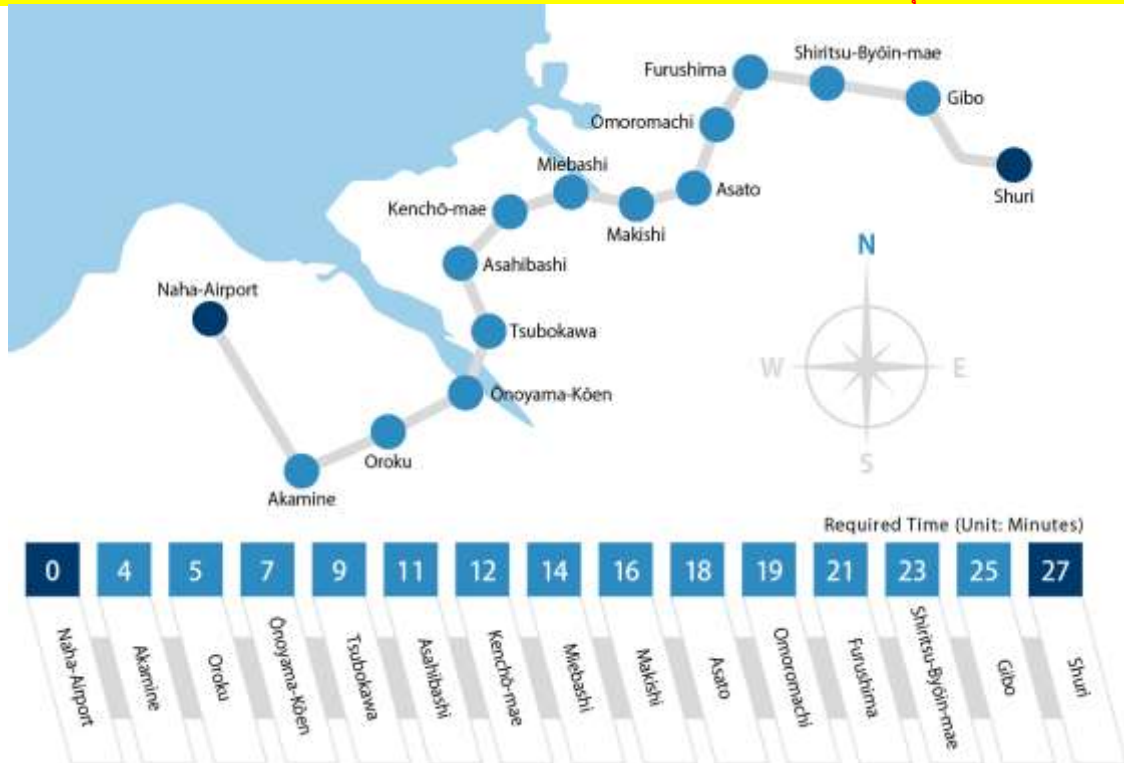 Shiritsu-Byōin-mae
Furushima
Gibo
Omoromachi
Miebashi
Asato
Shuri
Kenchō-mae
Makishi
N
Asahibashi
Naha-Airport
Tsubokawa
W
E
Ōnoyama-Kōen
Oroku
S
Akamine
Required Time (Unit: Minutes)
0 4 5 7 9 11 12 14 16 18 19 21 23 25 27
Naha-Airport
Akamine
Oroku
Ōnoyama-Kōen
Tsubokawa
Asahibashi
Kenchō-mae
Miebashi
Makishi
Asato
Omoromachi
Furushima
Shiritsu-Byōin-mae
Gibo
Shuri